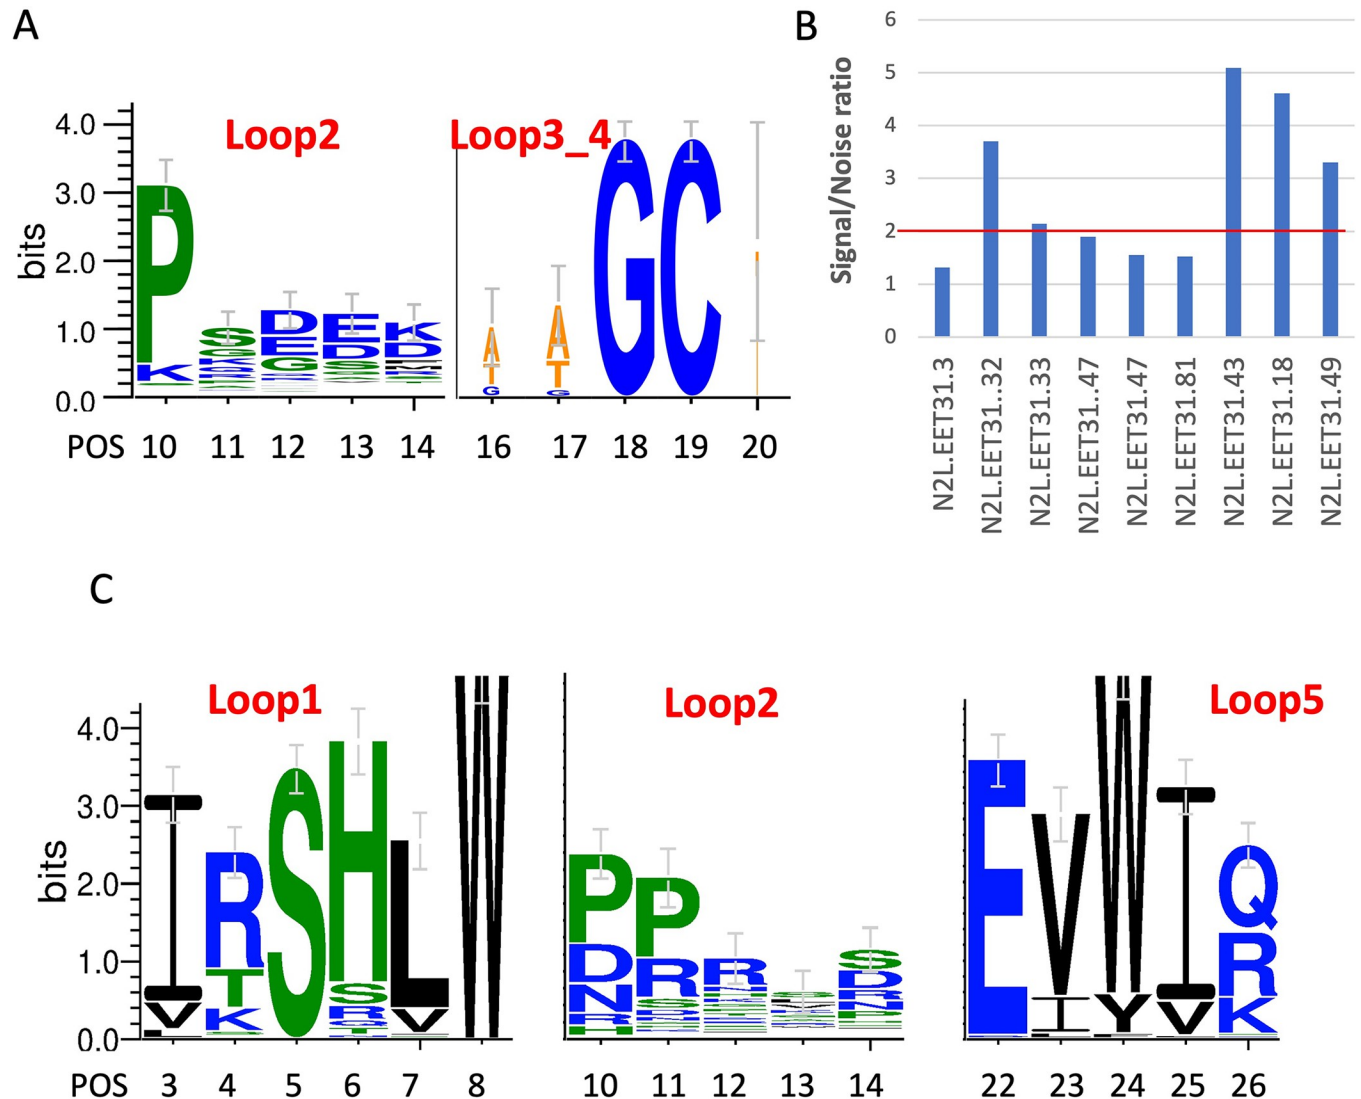 A
Loop2
Loop3_4
bits
4.0
3.0
2.0
1.0
0.0
POS 10 11 12 13 14 16 17 18 19 20
B
Signal/Noise ratio
6
5
4
3
2
1
0
N2L.EET31.3
N2L.EET31.32
N2L.EET31.33
N2L.EET31..47
N2L.EET31.47
N2L.EET31.81
N2L.EET31.43
N2L.EET31.18
N2L.EET31.49
C
Loop1
Loop2
Loop5
bits
4.0
3.0
2.0
1.0
0.0
POS 3 4 5 6 7 8 10 11 12 13 14 22 23 24 25 26